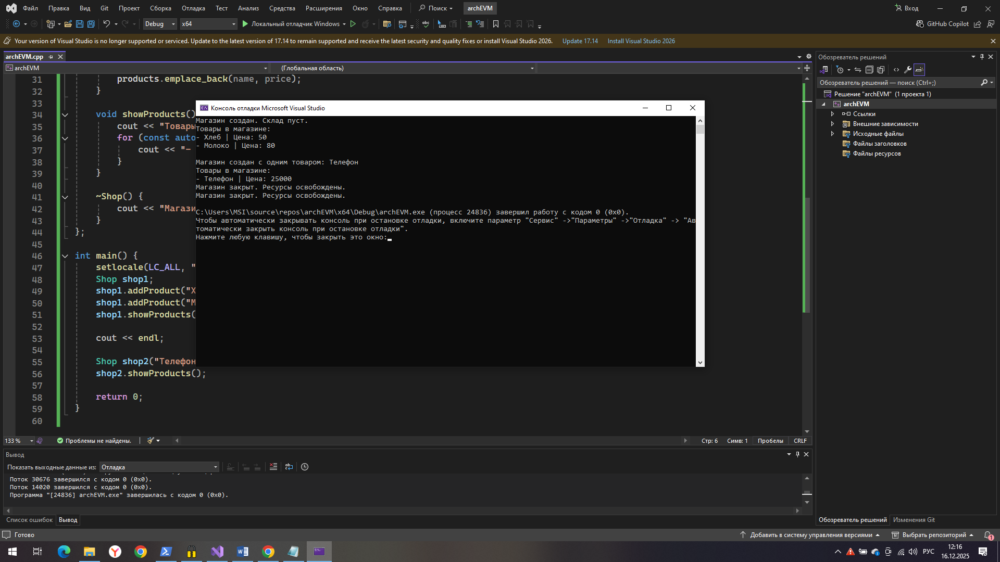 Файл Правка Вид Git Проект Сборка Отладка Тест Анализ Средства Расширения Окно Справка Поиск archEVM Вход
Debug x64 Локальный отладчик Windows GitHub Copilot
Your version of Visual Studio is no longer supported or serviced. Update to the latest version of 17.14 to remain supported and receive the latest security and quality fixes or install Visual Studio 2026. Update 17.14 Install Visual Studio 2026
archEVM.cpp
archEVM (Глобальная область)
31 products.emplace_back(name, price);
32 }
33
34 void showProducts()
35 cout << "Товары
36 for (const auto
37 cout << "-
38 }
39 }
40
41 ~Shop() {
42 cout << "Магази
43 }
44 };
45
46 int main() {
47 setlocale(LC_ALL, "
48 Shop shop1;
49 shop1.addProduct("Х
50 shop1.addProduct("М
51 shop1.showProducts(
52
53 cout << endl;
54
55 Shop shop2("Телефон
56 shop2.showProducts();
57
58 return 0;
59 }
60
Консоль отладки Microsoft Visual Studio
Магазин создан. Склад пуст.
Товары в магазине:
- Хлеб | Цена: 50
- Молоко | Цена: 80
Магазин создан с одним товаром: Телефон
Товары в магазине:
- Телефон | Цена: 25000
Магазин закрыт. Ресурсы освобождены.
Магазин закрыт. Ресурсы освобождены.
C:\Users\MSI\source\repos\archEVM\x64\Debug\archEVM.exe (процесс 24836) завершил работу с кодом 0 (0x0).
Чтобы автоматически закрывать консоль при остановке отладки, включите параметр "Сервис" ->"Параметры" ->"Отладка" -> "Ав
томатически закрыть консоль при остановке отладки".
Нажмите любую клавишу, чтобы закрыть это окно:
133 % Проблемы не найдены. Стр: 6 Симв: 1 Пробелы CRLF
Вывод
Показать выходные данные из: Отладка
Поток 30676 завершился с кодом 0 (0x0).
Поток 14020 завершился с кодом 0 (0x0).
Программа "[24836] archEVM.exe" завершилась с кодом 0 (0x0).
Список ошибок Вывод
Обозреватель решений
Обозреватель решений — поиск (Ctrl+;)
Решение "archEVM" (1 проекта 1)
archEVM
Ссылки
Внешние зависимости
Исходные файлы
Файлы заголовков
Файлы ресурсов
Обозреватель решений Изменения Git
Готово Добавить в систему управления версиями Выбрать репозиторий 1
РУС 12:16
16.12.2025